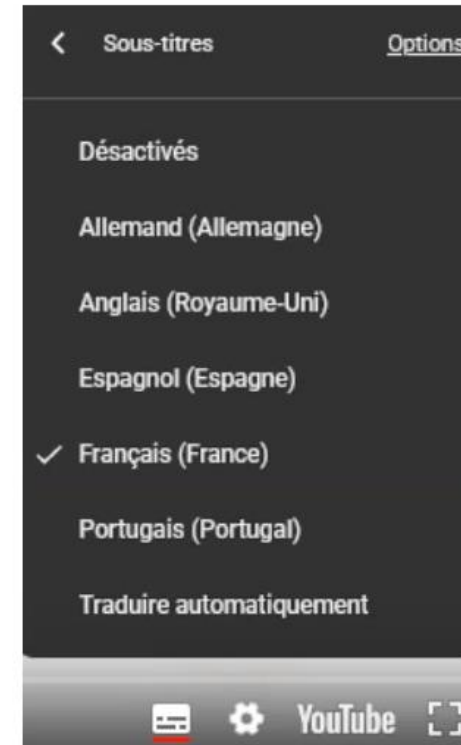 Sous-titres Options
Désactivés
Allemand (Allemagne)
Anglais (Royaume-Uni)
Espagnol (Espagne)
Français (France)
Portugais (Portugal)
Traduire automatiquement
YouTube